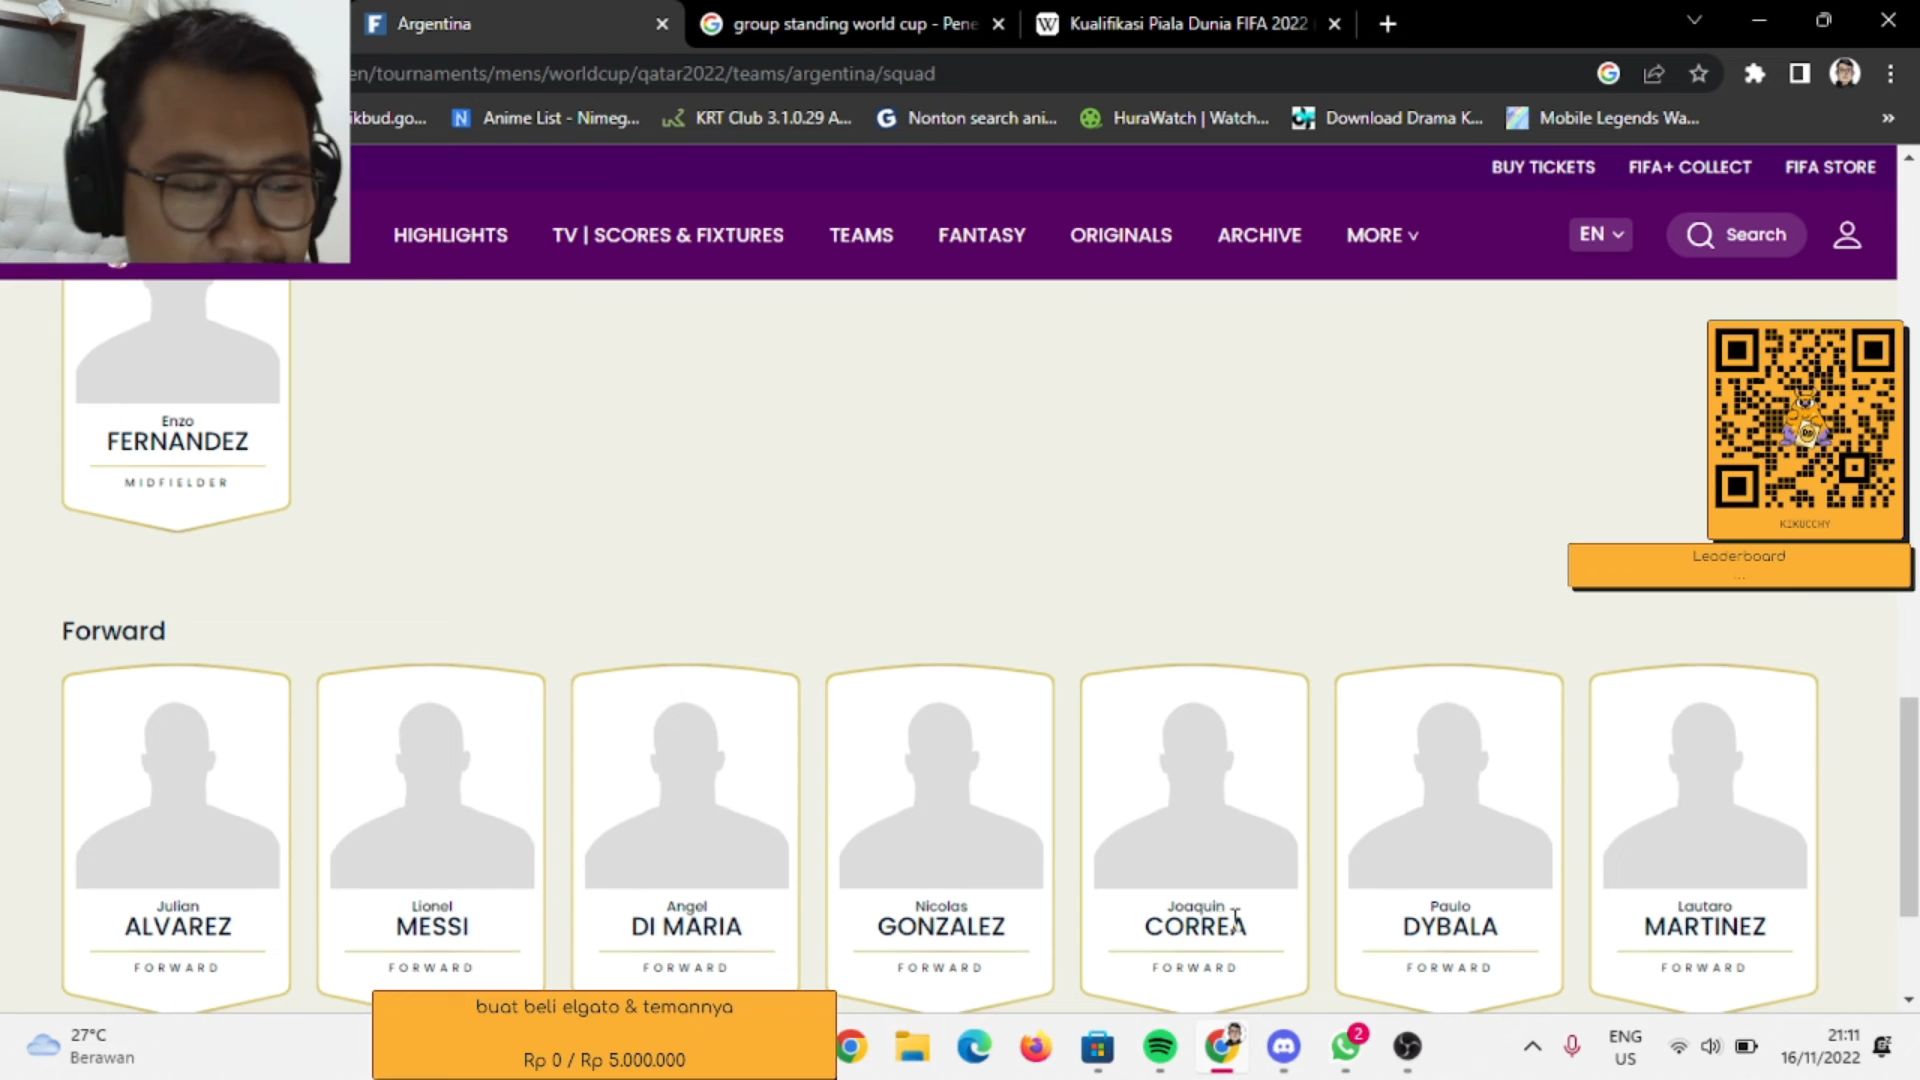 Argentina
group standing world cup - Pene
Kualifikasi Piala Dunia FIFA 2022
en/tournaments/mens/worldcup/qatar2022/teams/argentina/squad
ikbud.go...
Anime List - Nimeg...
KRT Club 3.1.0.29 A...
Nonton search ani...
HuraWatch | Watch...
Download Drama K...
Mobile Legends Wa...
BUY TICKETS
FIFA+ COLLECT
FIFA STORE
HIGHLIGHTS
TV | SCORES & FIXTURES
TEAMS
FANTASY
ORIGINALS
ARCHIVE
MORE
EN
Search
Enzo
FERNANDEZ
MIDFIELDER
KIKUCCHY
Leaderboard
...
Forward
Julian
ALVAREZ
FORWARD
Lionel
MESSI
FORWARD
Angel
DI MARIA
FORWARD
Nicolas
GONZALEZ
FORWARD
Joaquin
CORREA
FORWARD
Paulo
DYBALA
FORWARD
Lautaro
MARTINEZ
FORWARD
buat beli elgato & temannya
Rp 0 / Rp 5.000.000
27°C
Berawan
2
ENG
US
21:11
16/11/2022